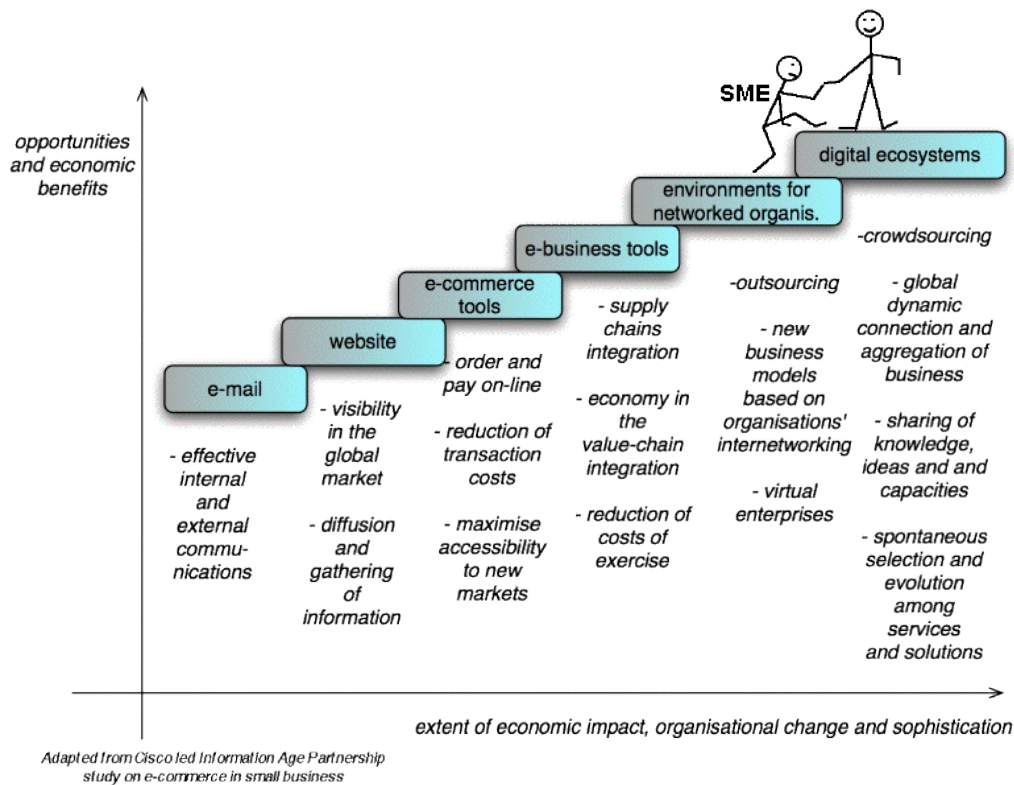 SME
opportunities
and economic
benefits
digital ecosystems
environments for
networked organis.
e-business tools
e-commerce
tools
website
e-mail
- effective
internal
and
external
commu-
nications
- visibility
in the
global
market
- diffusion
and
gathering
of
information
- order and
pay on-line
- reduction of
transaction
costs
- maximise
accessibility
to new
markets
- supply
chains
integration
- economy in
the
value-chain
integration
- reduction of
costs of
exercise
-outsourcing
- new
business
models
based on
organisations'
internetworking
- virtual
enterprises
-crowdsourcing
- global
dynamic
connection and
aggregation of
business
- sharing of
knowledge,
ideas and and
capacities
- spontaneous
selection and
evolution
among
services
and solutions
extent of economic impact, organisational change and sophistication
Adapted from Cisco led Information Age Partnership
study on e-commerce in small business